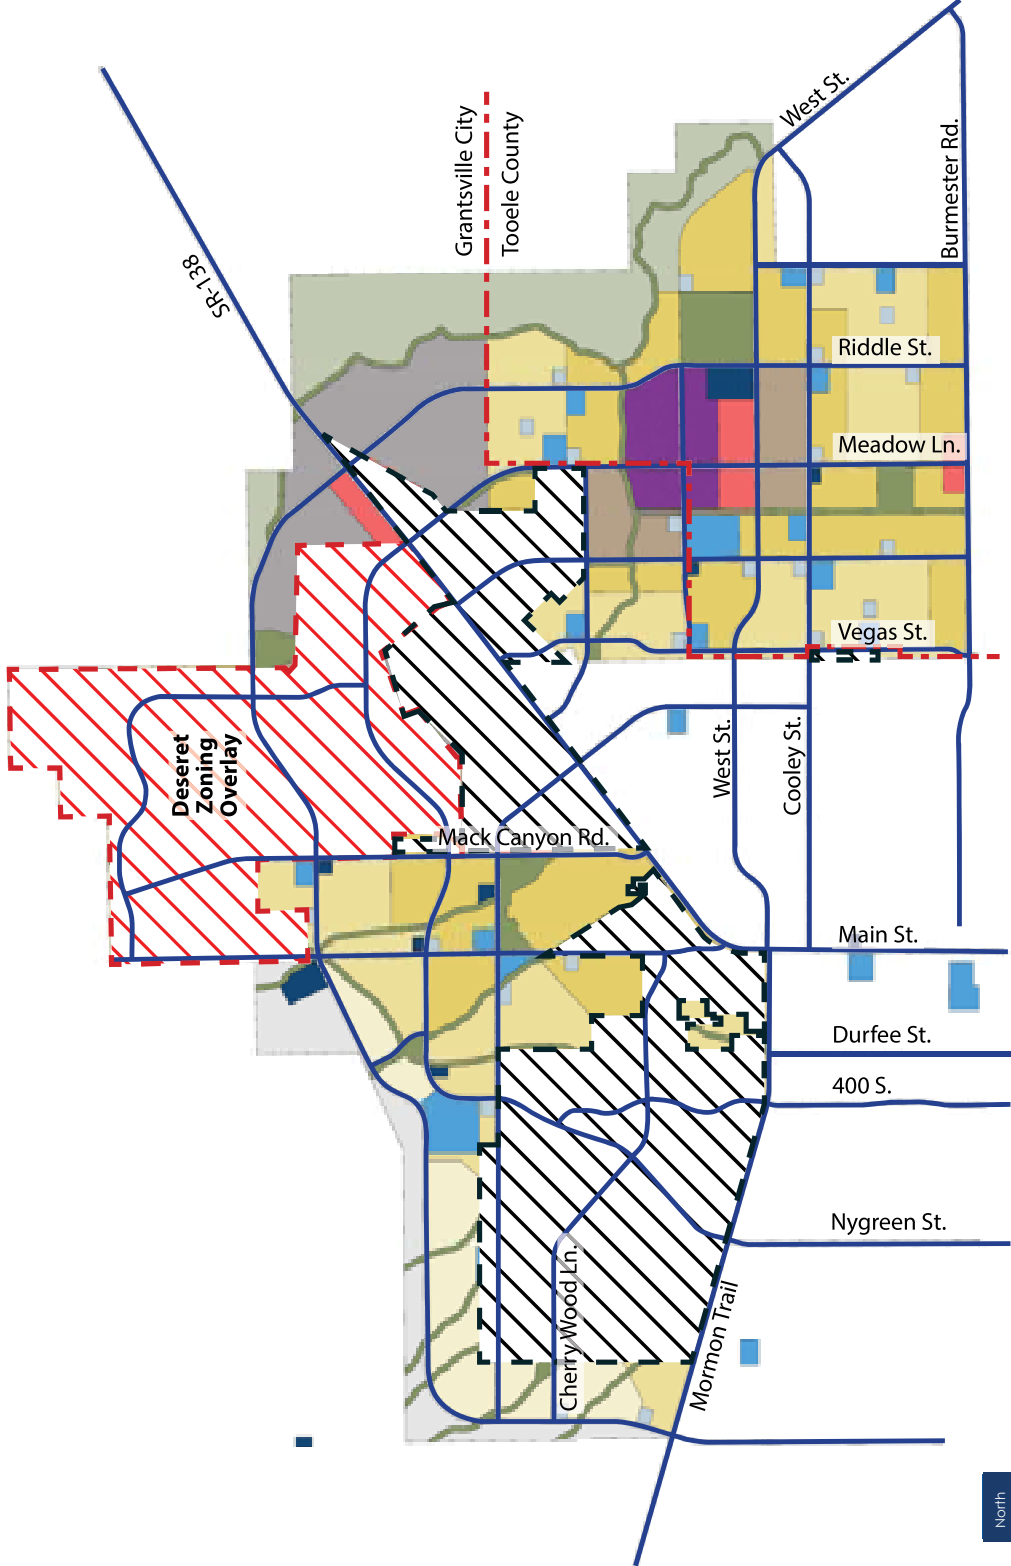 West St.
Grantsville City
Tooele County
Burmester Rd.
SR-138
Riddle St.
Meadow Ln.
Vegas St.
Deseret
Zoning
Overlay
West St.
Cooley St.
Mack Canyon Rd.
Main St.
Durfee St.
400 S.
Nygreen St.
Cherry Wood Ln.
Mormon Trail
North